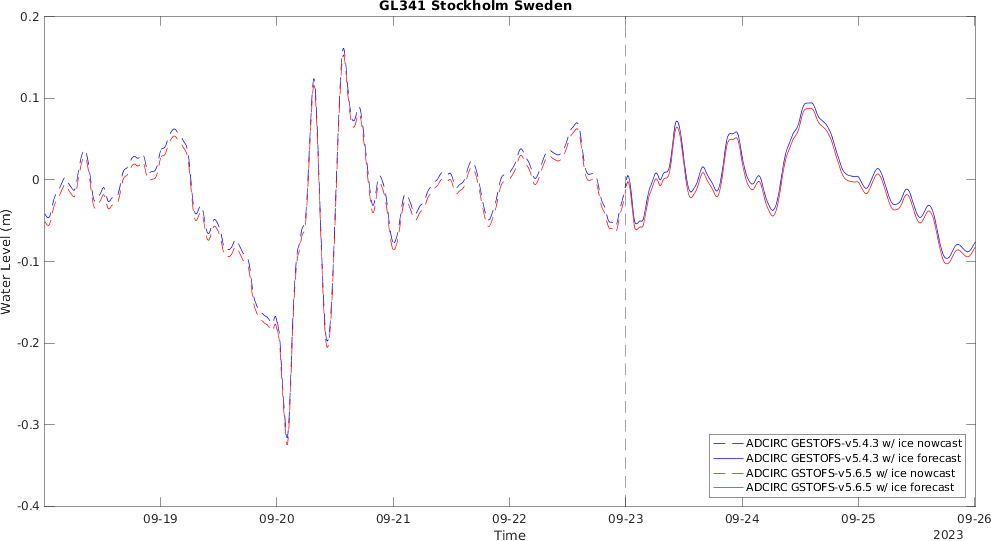 GL341 Stockholm Sweden
0.2
0.1
0
-0.1
-0.2
-0.3
-0.4
Water Level (m)
09-19 09-20 09-21 09-22 09-23 09-24 09-25 09-26
Time
2023
ADCIRC GESTOFS-v5.4.3 w/ ice nowcast
ADCIRC GESTOFS-v5.4.3 w/ ice forecast
ADCIRC GSTOFS-v5.6.5 w/ ice nowcast
ADCIRC GSTOFS-v5.6.5 w/ ice forecast